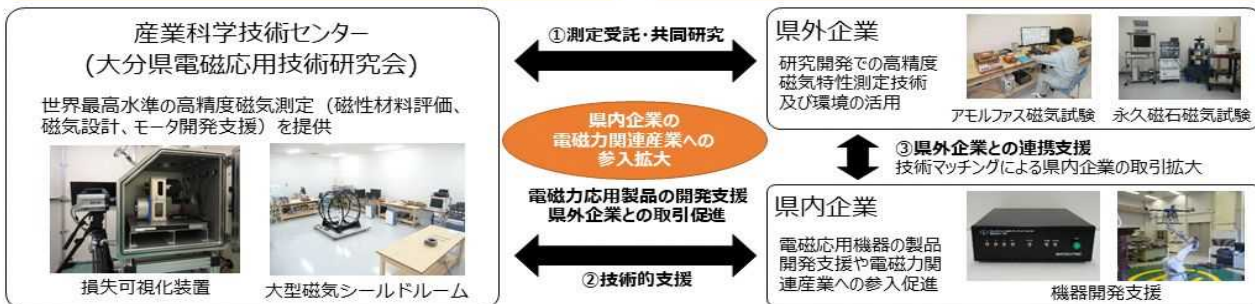 産業科学技術センター
(大分県電磁応用技術研究会)
世界最高水準の高精度磁気測定（磁性材料評価、
磁気設計、モータ開発支援）を提供
損失可視化装置
大型磁気シールドルーム
①測定受託・共同研究
県内企業の
電磁力関連産業への
参入拡大
電磁力応用製品の開発支援
県外企業との取引促進
②技術的支援
県外企業
研究開発での高精度
磁気特性測定技術
及び環境の活用
アモルファス磁気試験
永久磁石磁気試験
③県外企業との連携支援
技術マッチングによる県内企業の取引拡大
県内企業
電磁応用機器の製品
開発支援や電磁力関
連産業への参入促進
機器開発支援